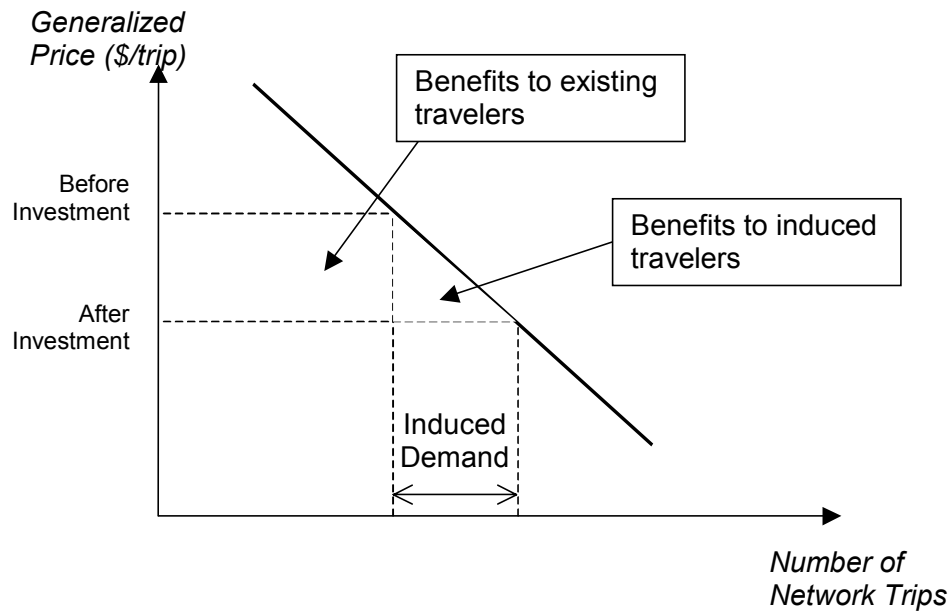 Generalized
Price ($/trip)
Benefits to existing
travelers
Before
Investment
Benefits to induced
travelers
After
Investment
Induced
Demand
Number of
Network Trips